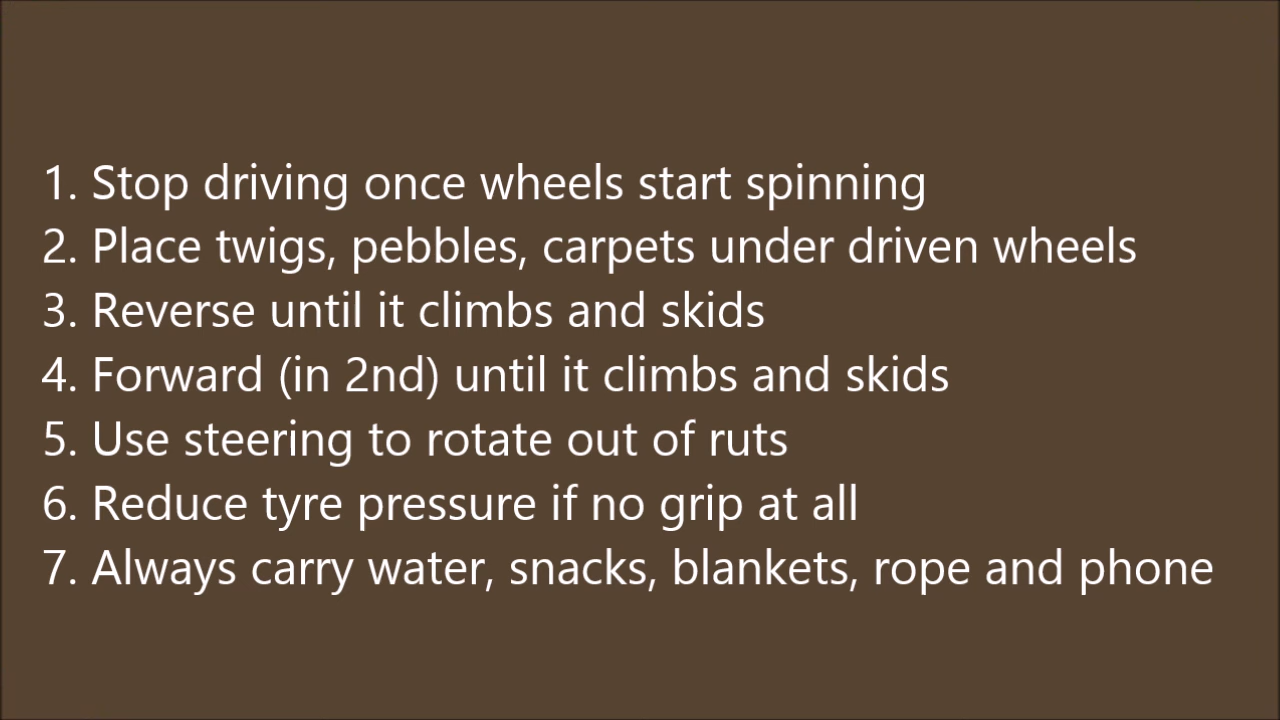 1. Stop driving once wheels start spinning
2. Place twigs, pebbles, carpets under driven wheels
3. Reverse until it climbs and skids
4. Forward (in 2nd) until it climbs and skids
5. Use steering to rotate out of ruts
6. Reduce tyre pressure if no grip at all
7. Always carry water, snacks, blankets, rope and phone